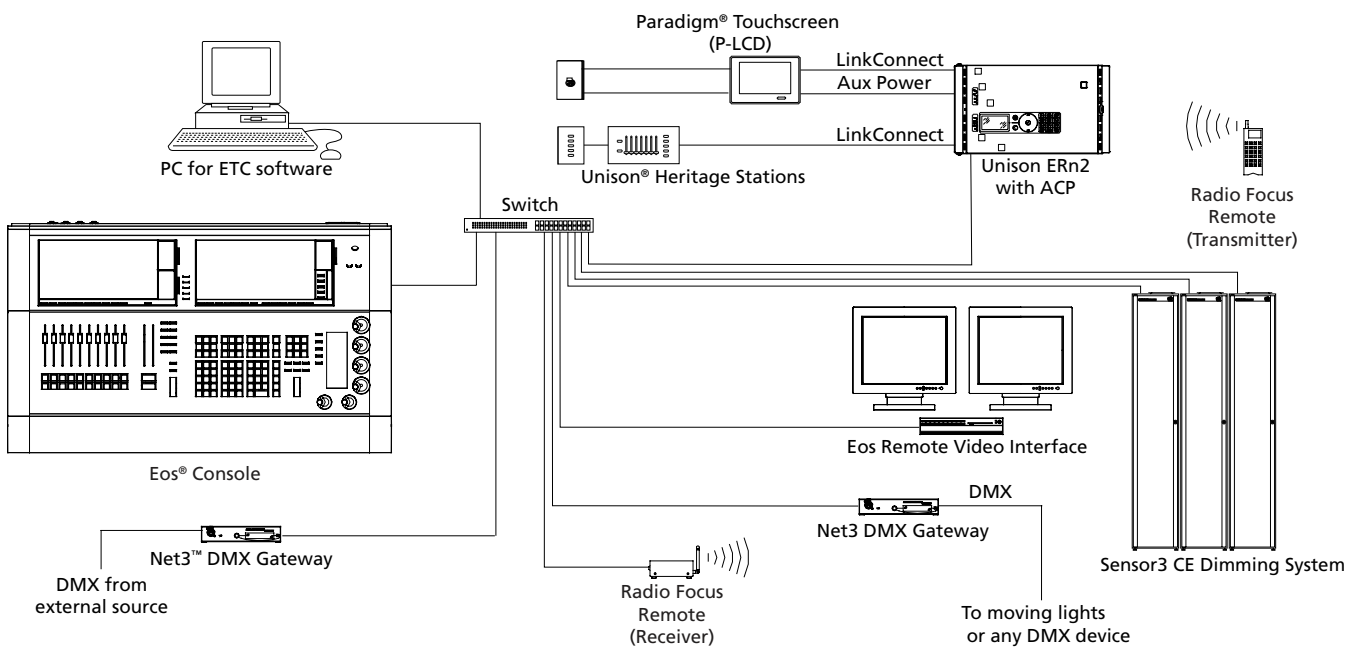 Paradigm® Touchscreen
(P-LCD)
LinkConnect
Aux Power
LinkConnect
PC for ETC software
Unison® Heritage Stations
Unison ERn2
with ACP
Radio Focus
Remote
(Transmitter)
Switch
Eos Remote Video Interface
Eos® Console
DMX
Net3™ DMX Gateway
Net3 DMX Gateway
Sensor3 CE Dimming System
DMX from
external source
Radio Focus
Remote
(Receiver)
To moving lights
or any DMX device